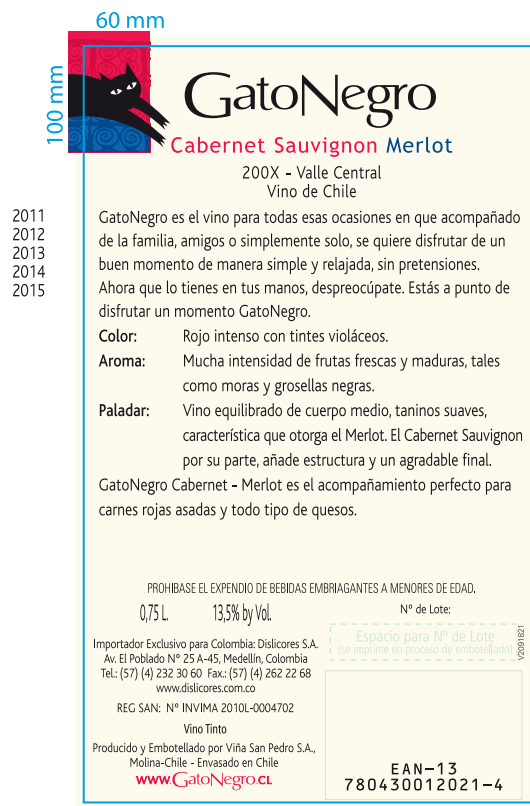 60 mm
100 mm
GatoNegro
Cabernet Sauvignon Merlot
200X - Valle Central
Vino de Chile
2011
2012
2013
2014
2015
GatoNegro es el vino para todas esas ocasiones en que acompañado
de la familia, amigos o simplemente solo, se quiere disfrutar de un
buen momento de manera simple y relajada, sin pretensiones.
Ahora que lo tienes en tus manos, despreocúpate. Estás a punto de
disfrutar un momento GatoNegro.
Color: Rojo intenso con tintes violáceos.
Aroma: Mucha intensidad de frutas frescas y maduras, tales
como moras y grosellas negras.
Paladar: Vino equilibrado de cuerpo medio, taninos suaves,
característica que otorga el Merlot. El Cabernet Sauvignon
por su parte, añade estructura y un agradable final.
GatoNegro Cabernet - Merlot es el acompañamiento perfecto para
carnes rojas asadas y todo tipo de quesos.
PROHIBASE EL EXPENDIO DE BEBIDAS EMBRIAGANTES A MENORES DE EDAD.
0,75 L. 13,5% by Vol.
Nº de Lote:
Espacio para Nº de Lote
(se imprime en proceso de embotellado)
V2091821
Importador Exclusivo para Colombia: Dislicores S.A.
Av. El Poblado Nº 25 A-45, Medellín, Colombia
Tel.: (57) (4) 232 30 60 Fax.: (57) (4) 262 22 68
www.dislicores.com.co
REG SAN: Nº INVIMA 2010L-0004702
Vino Tinto
Producido y Embotellado por Viña San Pedro S.A.,
Molina-Chile - Envasado en Chile
WWW.GatoNegro.CL
EAN-13
780430012021-4